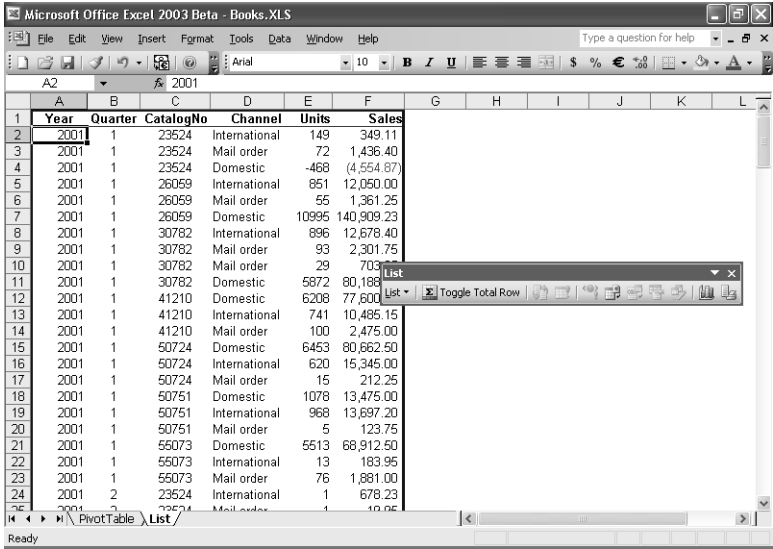 Microsoft Office Excel 2003 Beta - Books.XLS
File Edit View Insert Format Tools Data Window Help Type a question for help
Arial 10 B I U $ % €
A2 fx 2001
A B C D E F G H I J K L
1 Year Quarter CatalogNo Channel Units Sales
2 2001 1 23524 International 149 349.11
3 2001 1 23524 Mail order 72 1,436.40
4 2001 1 23524 Domestic -468 (4,554.87)
5 2001 1 26059 International 851 12,050.00
6 2001 1 26059 Mail order 55 1,361.25
7 2001 1 26059 Domestic 10995 140,909.23
8 2001 1 30782 International 896 12,678.40
9 2001 1 30782 Mail order 93 2,301.75
10 2001 1 30782 Mail order 29
List
11 2001 1 30782 Domestic 5872
List Σ Toggle Total Row
12 2001 1 41210 Domestic 6208
13 2001 1 41210 International 741 10,485.15
14 2001 1 41210 Mail order 100 2,475.00
15 2001 1 50724 Domestic 6453 80,662.50
16 2001 1 50724 International 620 15,345.00
17 2001 1 50724 Mail order 15 212.25
18 2001 1 50751 Domestic 1078 13,475.00
19 2001 1 50751 International 968 13,697.20
20 2001 1 50751 Mail order 5 123.75
21 2001 1 55073 Domestic 5513 68,912.50
22 2001 1 55073 International 13 183.95
23 2001 1 55073 Mail order 76 1,881.00
24 2001 2 23524 International 1 678.23
PivotTable List
Ready